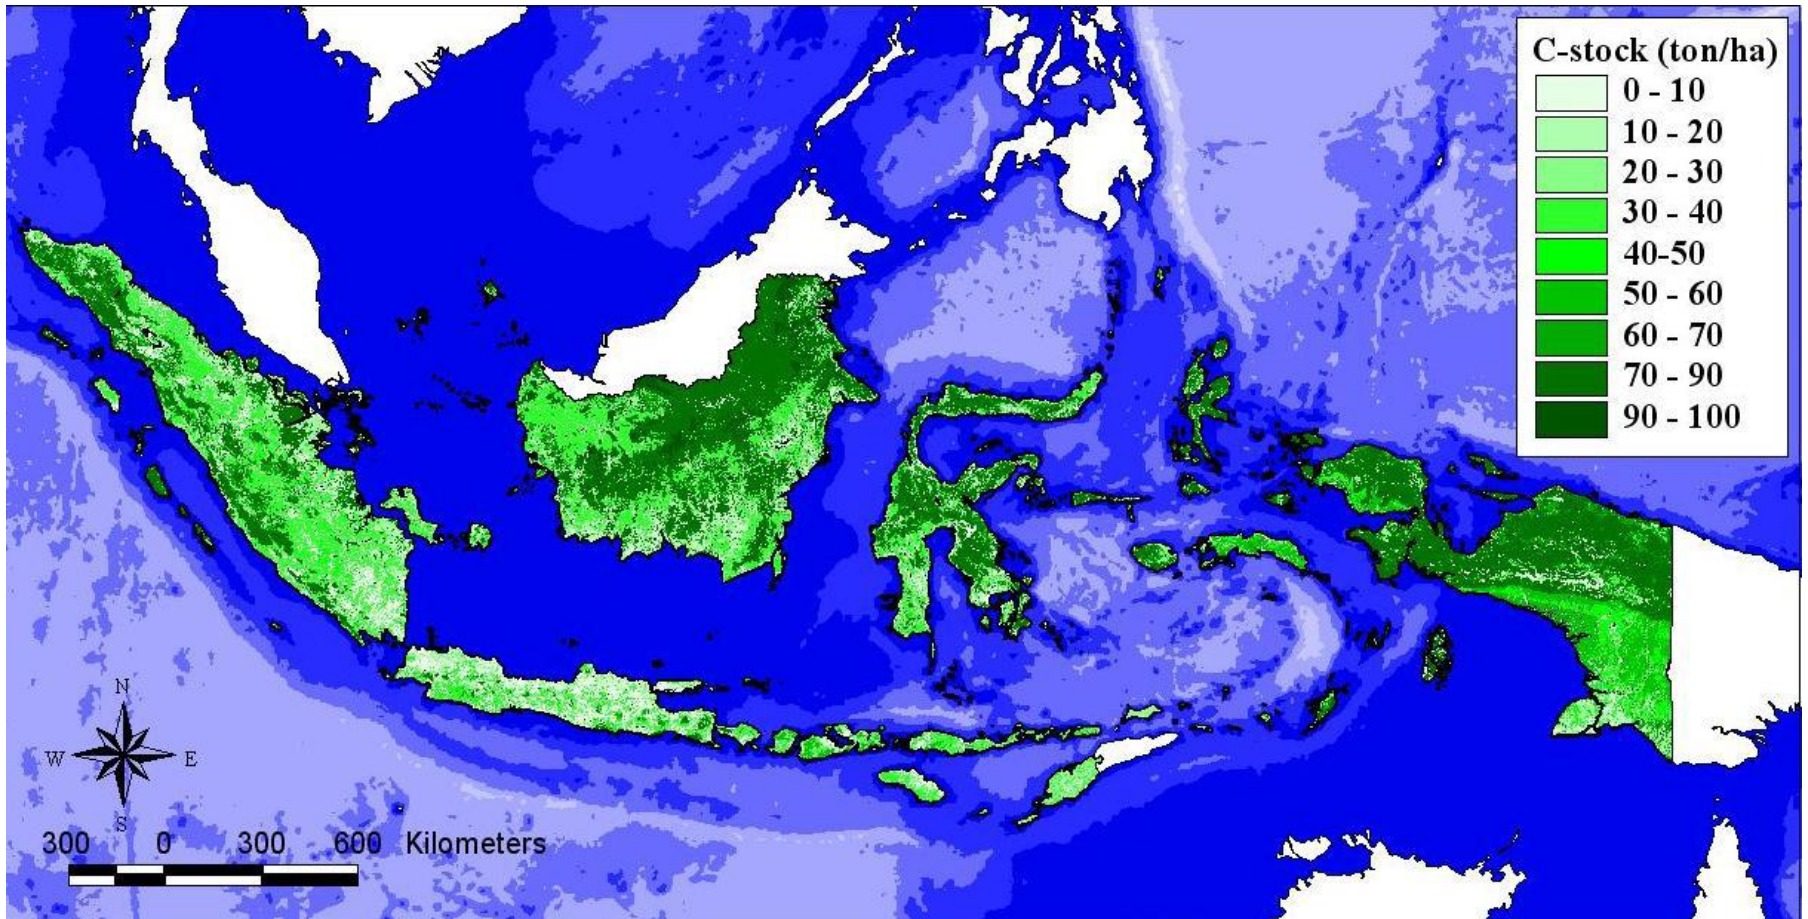 C-stock (ton/ha)
0 - 10
10 - 20
20 - 30
30 - 40
40-50
50 - 60
60 - 70
70 - 90
90 - 100
N
W E
S
300 0 300 600 Kilometers